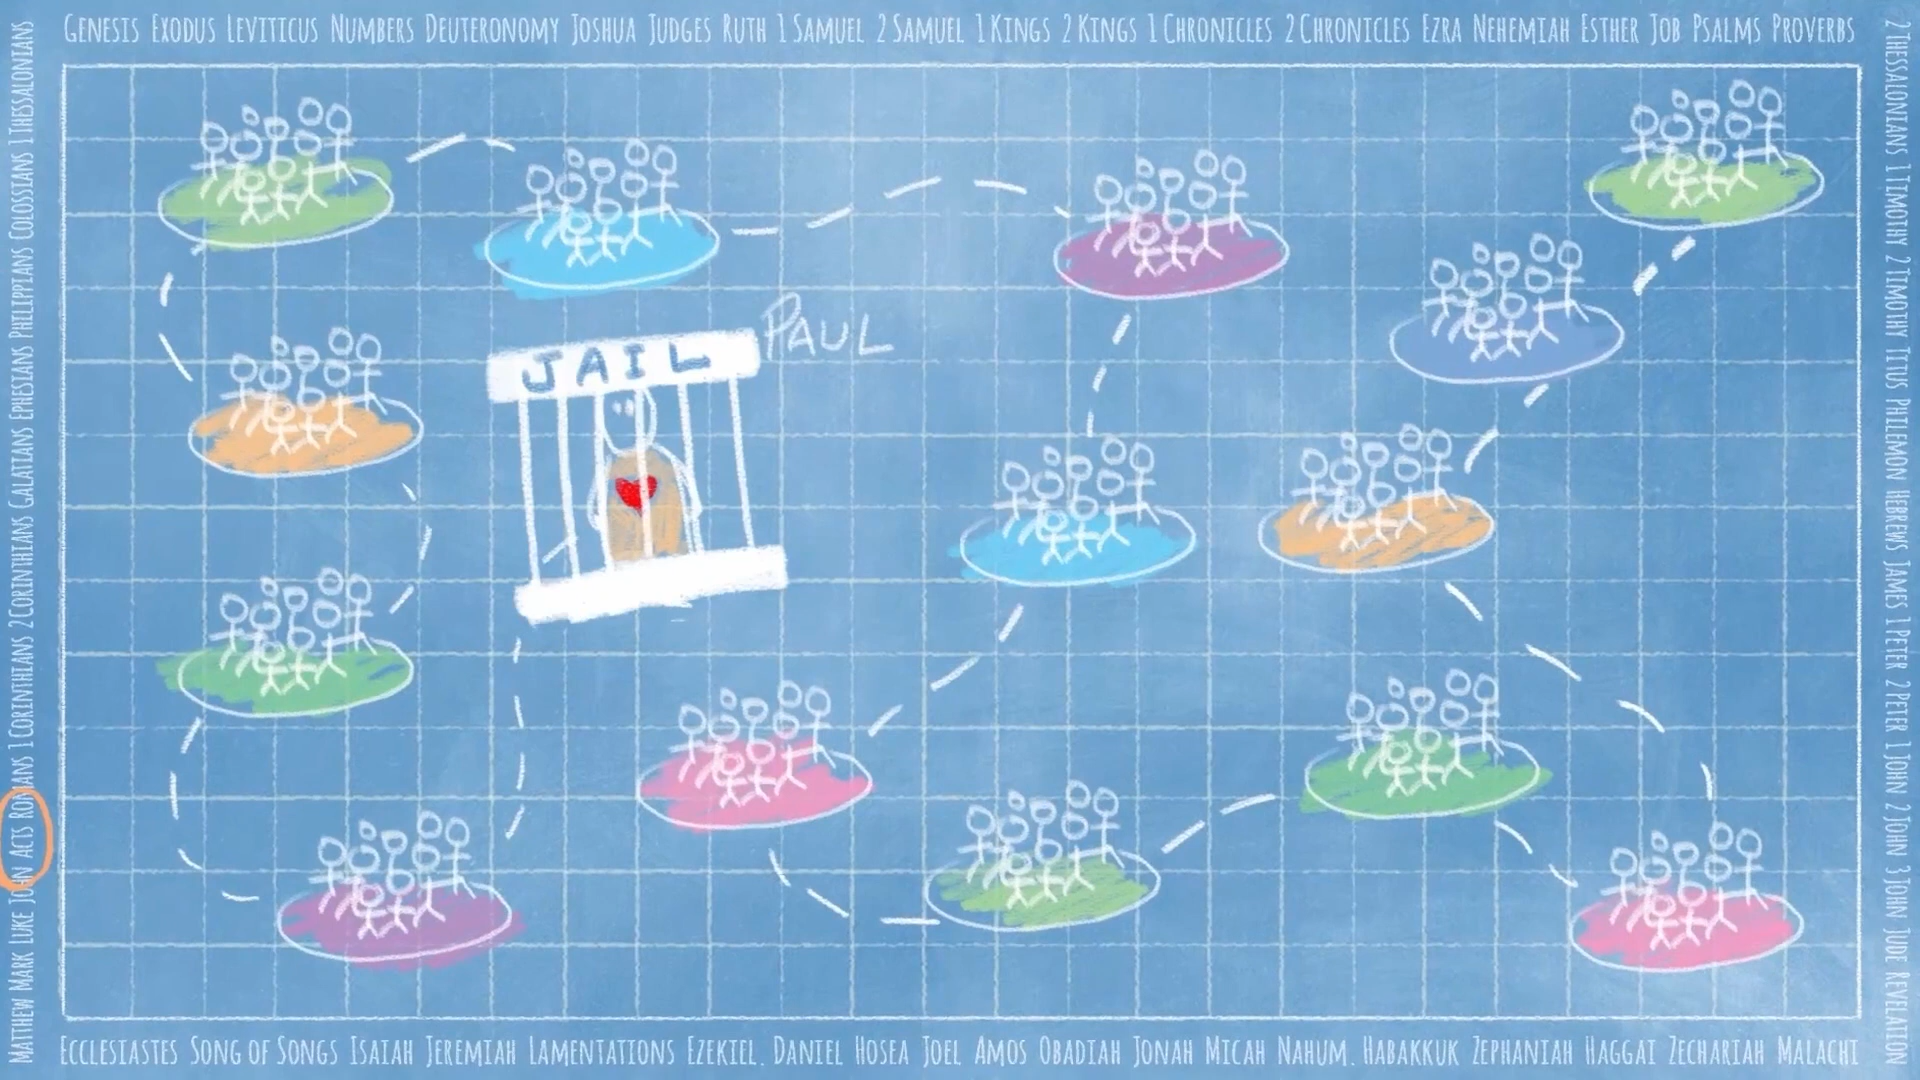 Genesis Exodus Leviticus Numbers Deuteronomy Joshua Judges Ruth 1 Samuel 2 Samuel 1 Kings 2 Kings 1 Chronicles 2 Chronicles Ezra Nehemiah Esther Job Psalms Proverbs
Paul
JAIL
Ecclesiastes Song of Songs Isaiah Jeremiah Lamentations Ezekiel. Daniel Hosea Joel Amos Obadiah Jonah Micah Nahum. Habakkuk Zephaniah Haggai Zechariah Malachi
Matthew Mark Luke John Acts Romans 1 Corinthians 2 Corinthians Galatians Ephesians Philippians Colossians 1 Thessalonians
2 Thessalonians 1 Timothy 2 Timothy Titus Philemon Hebrews James 1 Peter 2 Peter 1 John 2 John 3 John Jude Revelation